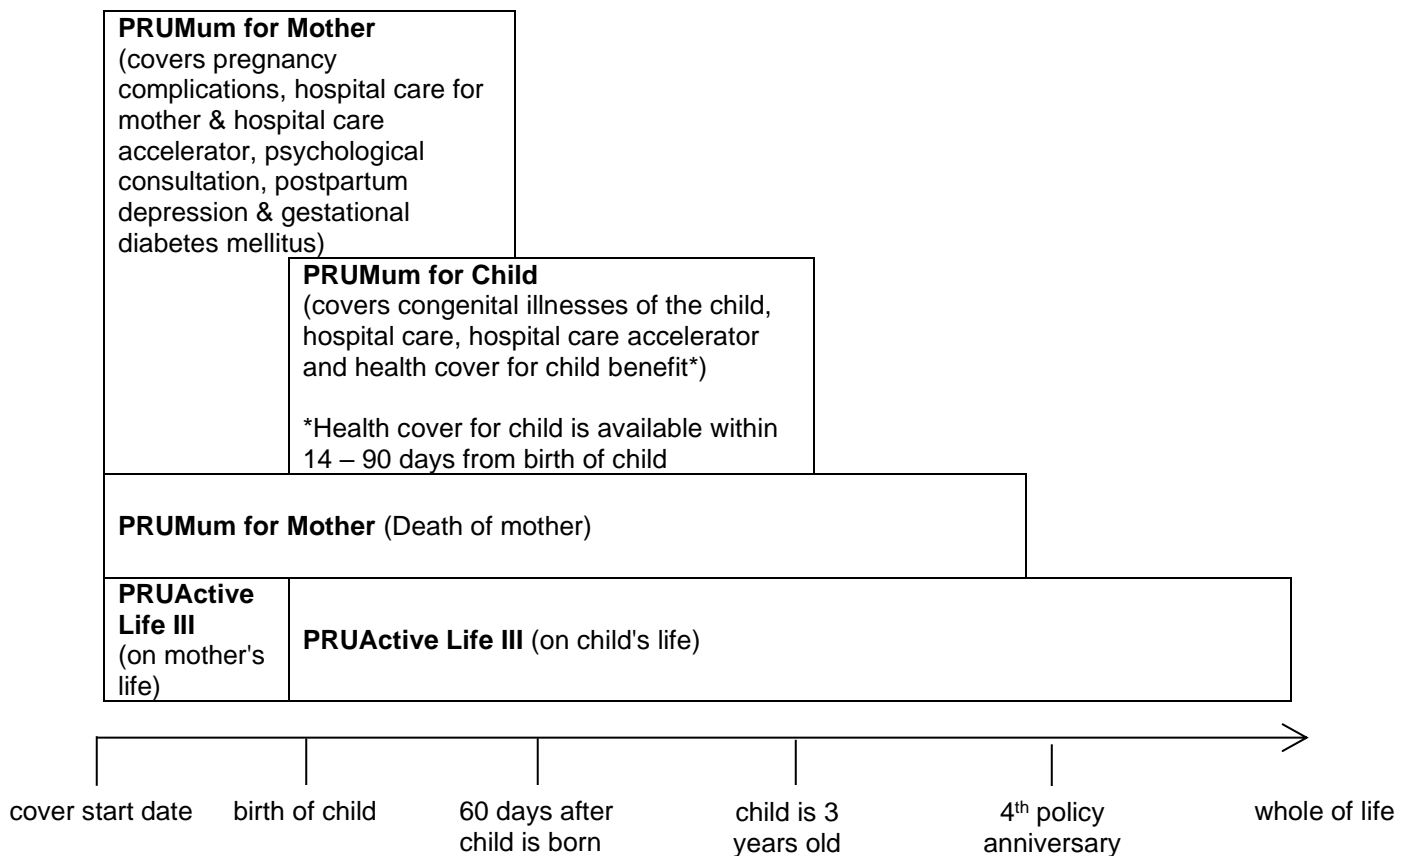 PRUMum for Mother
(covers pregnancy
complications, hospital care for
mother & hospital care
accelerator, psychological
consultation, postpartum
depression & gestational
diabetes mellitus)
PRUMum for Child
(covers congenital illnesses of the child,
hospital care, hospital care accelerator
and health cover for child benefit*)
*Health cover for child is available within
14 – 90 days from birth of child
PRUMum for Mother (Death of mother)
PRUActive
Life III
(on mother's
life)
PRUActive Life III (on child's life)
cover start date
birth of child
60 days after
child is born
child is 3
years old
4th policy
anniversary
whole of life